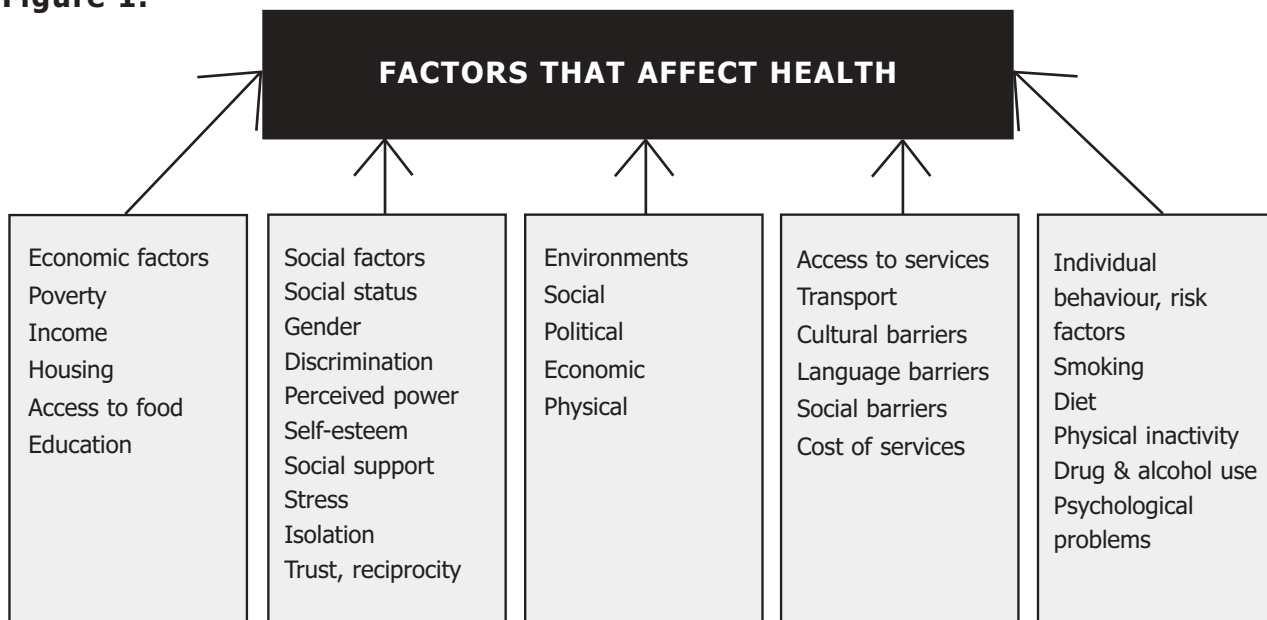 Figure 1.
FACTORS THAT AFFECT HEALTH
Economic factors
Poverty
Income
Housing
Access to food
Education
Social factors
Social status
Gender
Discrimination
Perceived power
Self-esteem
Social support
Stress
Isolation
Trust, reciprocity
Environments
Social
Political
Economic
Physical
Access to services
Transport
Cultural barriers
Language barriers
Social barriers
Cost of services
Individual
behaviour, risk
factors
Smoking
Diet
Physical inactivity
Drug & alcohol use
Psychological
problems